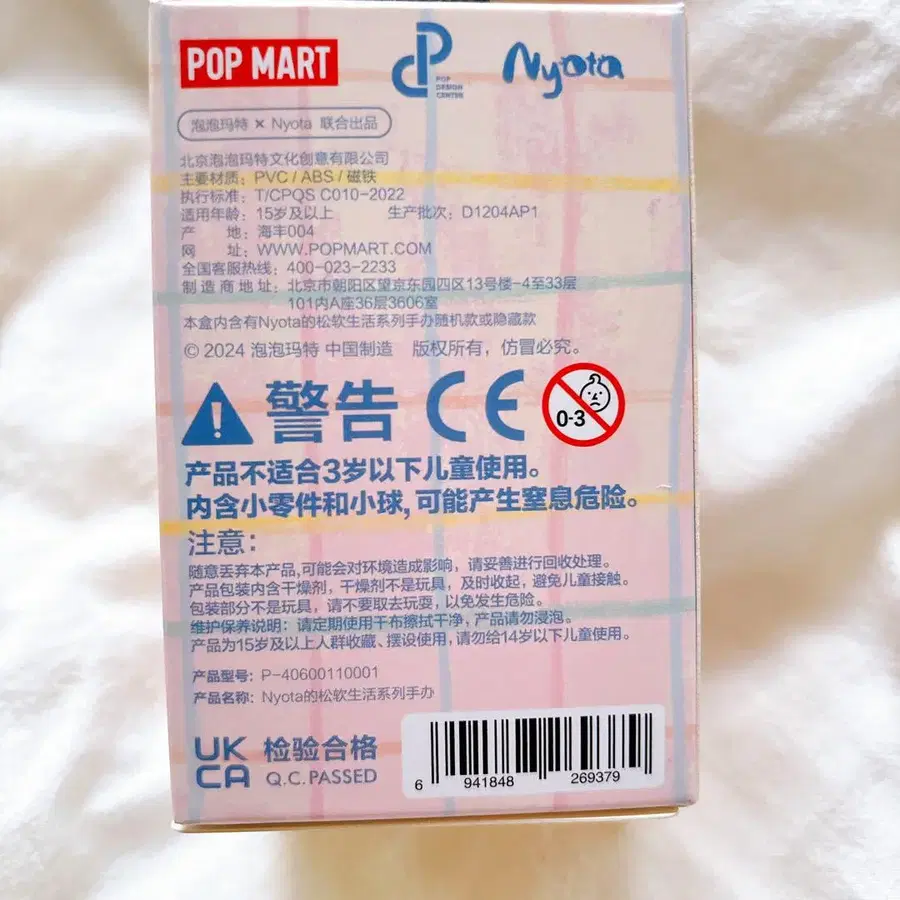 POP MART
POP
DESIGN
CENTER
Nyota
泡泡玛特 × Nyota 联合出品
北京泡泡玛特文化创意有限公司
主要材质：PVC / ABS / 磁铁
执行标准：T/CPQS C010-2022
适用年龄：15岁及以上 生产批次：D1204AP1
产 地：海丰004
网 址：WWW.POPMART.COM
全国客服热线：400-023-2233
制造商地址：北京市朝阳区望京东园四区13号楼-4至33层
101内A座36层3606室
本盒内含有Nyota的松软生活系列手办随机款或隐藏款
© 2024 泡泡玛特 中国制造 版权所有，仿冒必究。
警告 CE 0-3
产品不适合3岁以下儿童使用。
内含小零件和小球，可能产生窒息危险。
注意：
随意丢弃本产品，可能会对环境造成影响，请妥善进行回收处理。
产品包装内含干燥剂，干燥剂不是玩具，及时收起，避免儿童接触。
包装部分不是玩具，请不要取去玩耍，以免发生危险。
维护保养说明：请定期使用干布擦拭干净，产品请勿浸泡。
产品为15岁及以上人群收藏、摆设使用，请勿给14岁以下儿童使用。
产品型号：P-40600110001
产品名称：Nyota的松软生活系列手办
UK
CA
检验合格
Q.C.PASSED
6 941848 269379